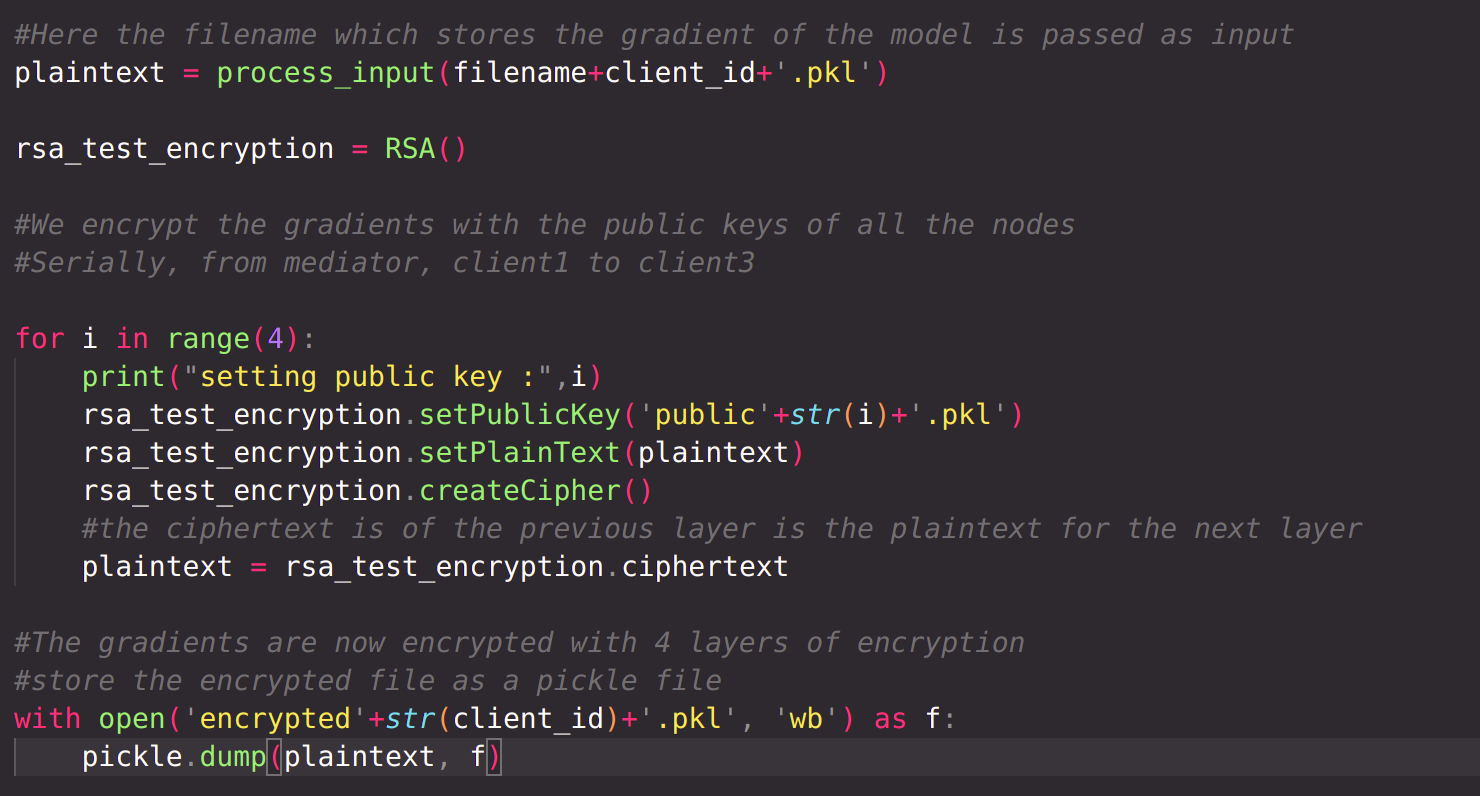 #Here the filename which stores the gradient of the model is passed as input
plaintext = process_input(filename+client_id+'.pkl')
rsa_test_encryption = RSA()
#We encrypt the gradients with the public keys of all the nodes
#Serially, from mediator, client1 to client3
for i in range(4):
print("setting public key :",i)
rsa_test_encryption.setPublicKey('public'+str(i)+'.pkl')
rsa_test_encryption.setPlainText(plaintext)
rsa_test_encryption.createCipher()
#the ciphertext is of the previous layer is the plaintext for the next layer
plaintext = rsa_test_encryption.ciphertext
#The gradients are now encrypted with 4 layers of encryption
#store the encrypted file as a pickle file
with open('encrypted'+str(client_id)+'.pkl', 'wb') as f:
pickle.dump(plaintext, f)